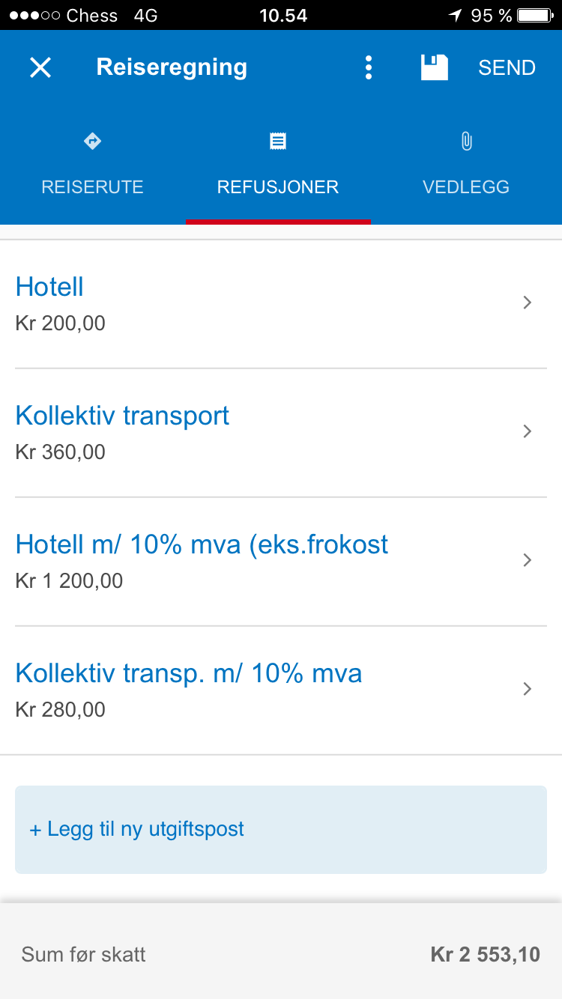 Chess 4G 10.54 95 %
Reiseregning SEND
REISERUTE REFUSJONER VEDLEGG
Hotell
Kr 200,00
Kollektiv transport
Kr 360,00
Hotell m/ 10% mva (eks.frokost
Kr 1 200,00
Kollektiv transp. m/ 10% mva
Kr 280,00
+ Legg til ny utgiftspost
Sum før skatt Kr 2 553,10